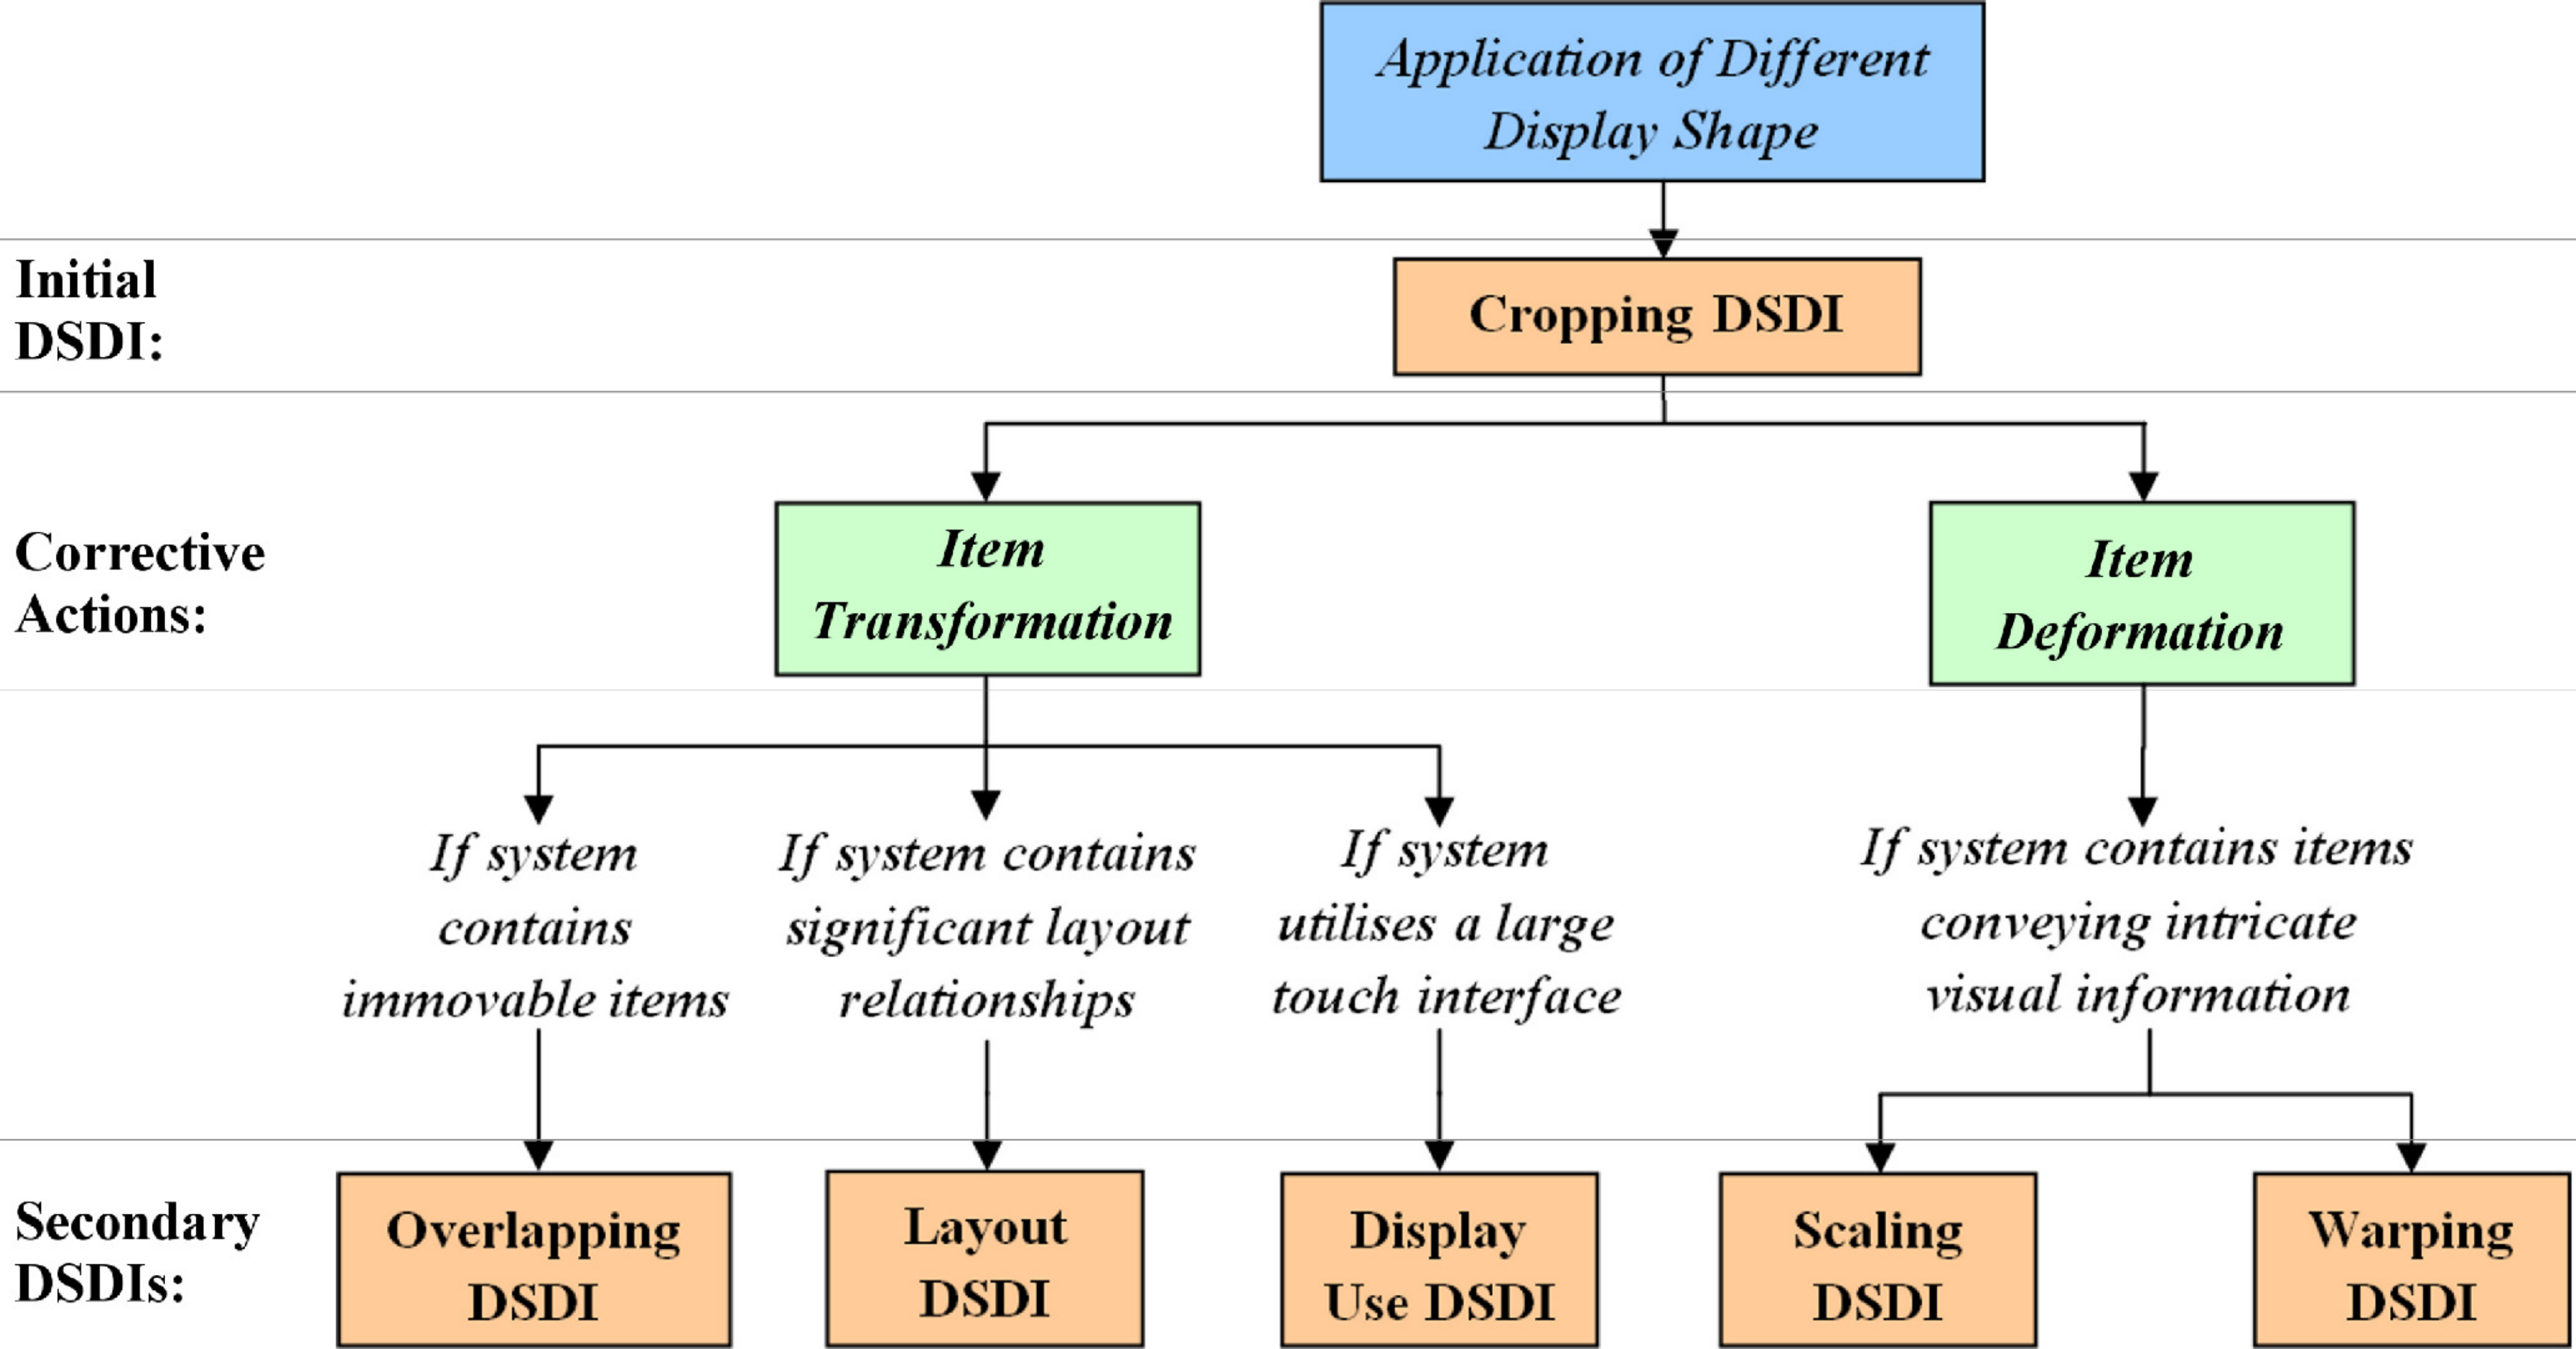 Application of Different
Display Shape
Initial
DSDI:
Cropping DSDI
Corrective
Actions:
Item
Transformation
Item
Deformation
If system
contains
immovable items
If system contains
significant layout
relationships
If system
utilises a large
touch interface
If system contains items
conveying intricate
visual information
Secondary
DSDIs:
Overlapping
DSDI
Layout
DSDI
Display
Use DSDI
Scaling
DSDI
Warping
DSDI